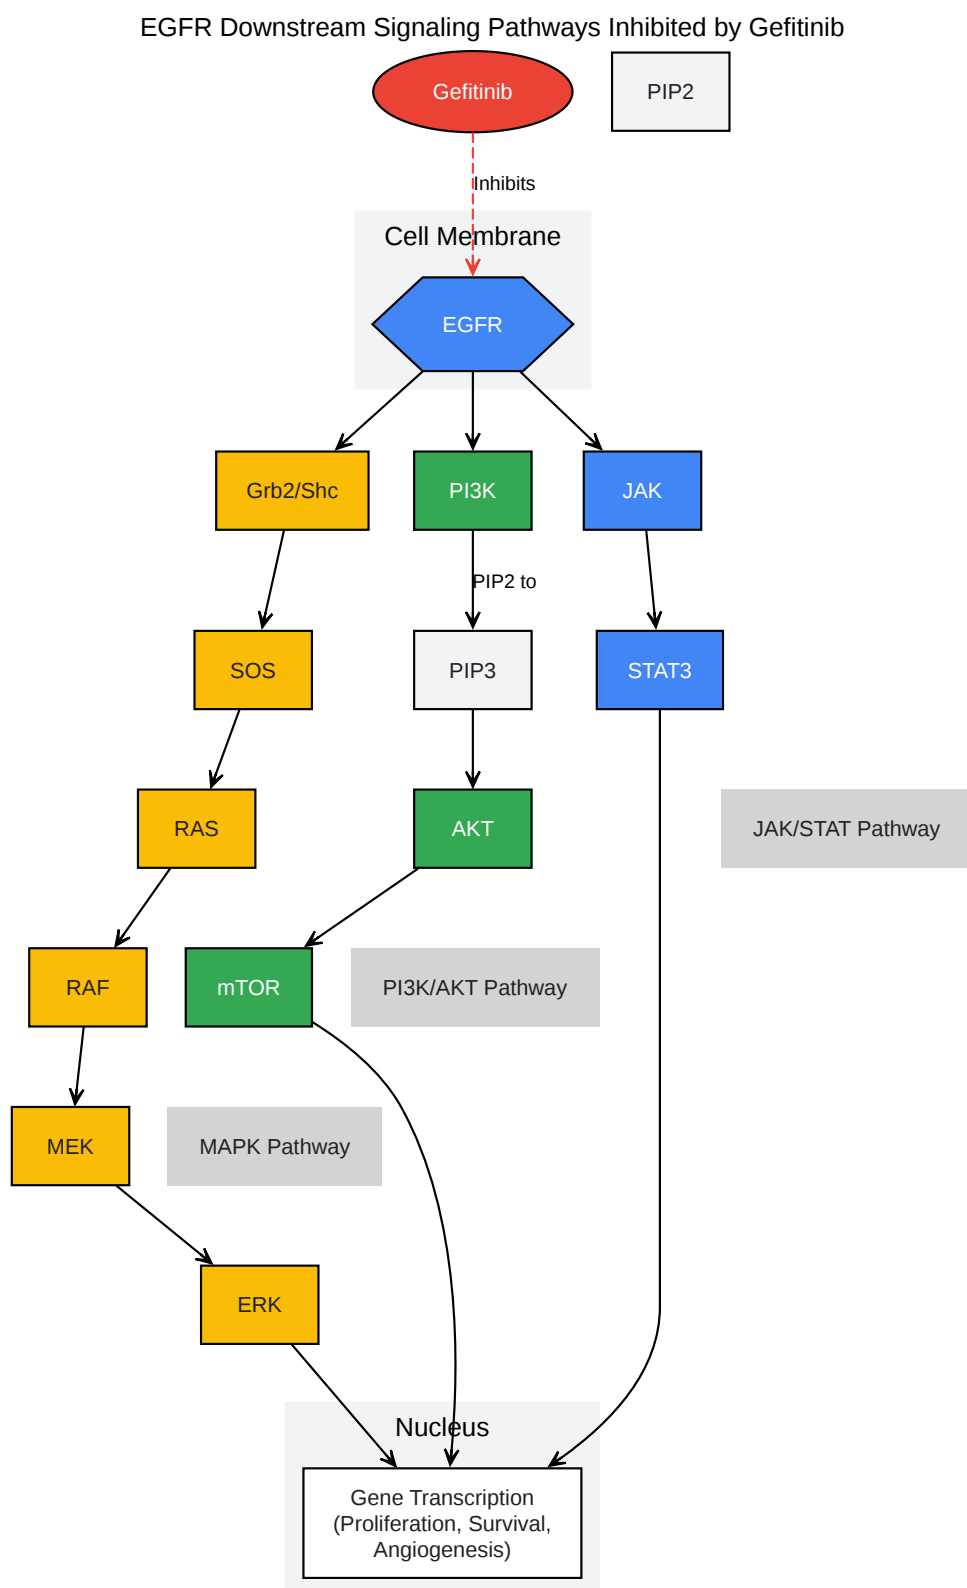 EGFR Downstream Signaling Pathways Inhibited by Gefitinib
Gefitinib
PIP2
Inhibits
Cell Membrane
EGFR
Grb2/Shc
PI3K
JAK
PIP2 to
SOS
PIP3
STAT3
RAS
AKT
JAK/STAT Pathway
RAF
mTOR
PI3K/AKT Pathway
MEK
MAPK Pathway
ERK
Nucleus
Gene Transcription
(Proliferation, Survival,
Angiogenesis)